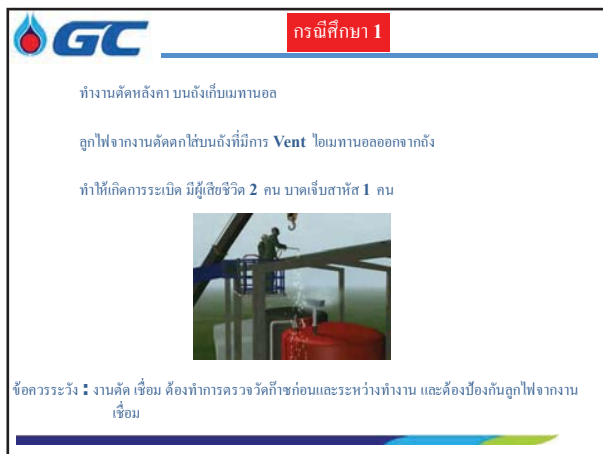 GC
กรณีศึกษา 1
ทำงานตัดหลังคา บนถังเก็บเมทานอล
ลูกไฟจากงานตัดตกใส่บนถังที่มีการ Vent ไอเมทานอลออกจากถัง
ทำให้เกิดการระเบิด มีผู้เสียชีวิต 2 คน บาดเจ็บสาหัส 1 คน
ข้อควรระวัง : งานตัด เชื่อม ต้องทำการตรวจวัดก๊าซก่อนและระหว่างทำงาน และต้องป้องกันลูกไฟจากงาน
เชื่อม